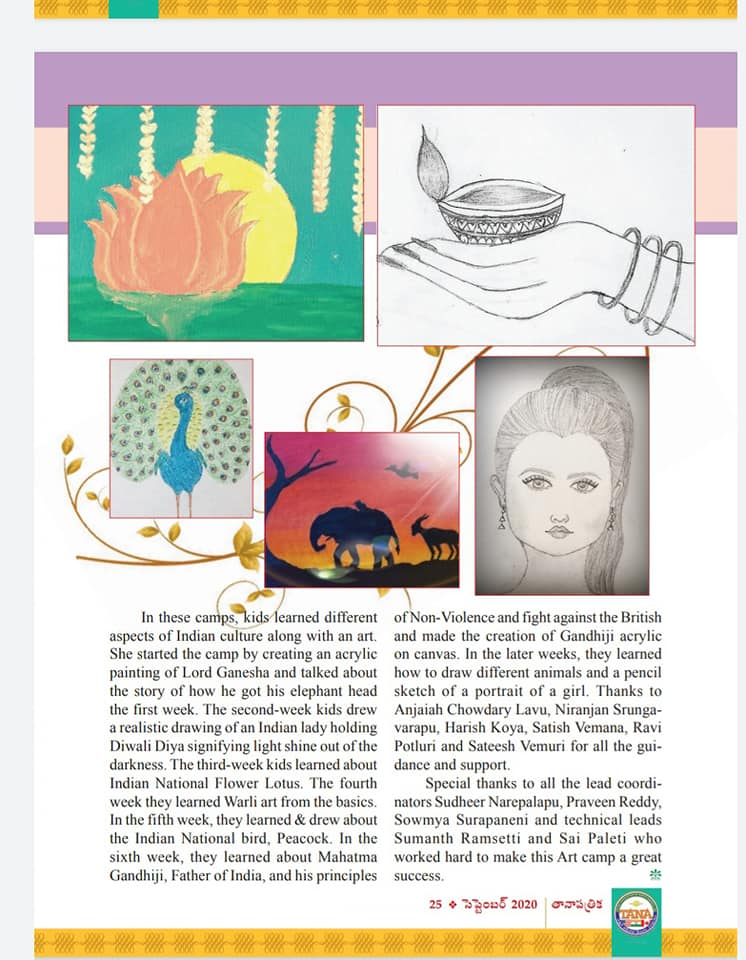 In these camps, kids learned different
aspects of Indian culture along with an art.
She started the camp by creating an acrylic
painting of Lord Ganesha and talked about
the story of how he got his elephant head
the first week. The second-week kids drew
a realistic drawing of an Indian lady holding
Diwali Diya signifying light shine out of the
darkness. The third-week kids learned about
Indian National Flower Lotus. The fourth
week they learned Warli art from the basics.
In the fifth week, they learned & drew about
the Indian National bird, Peacock. In the
sixth week, they learned about Mahatma
Gandhiji, Father of India, and his principles
of Non-Violence and fight against the British
and made the creation of Gandhiji acrylic
on canvas. In the later weeks, they learned
how to draw different animals and a pencil
sketch of a portrait of a girl. Thanks to
Anjaiah Chowdary Lavu, Niranjan Srunga-
varapu, Harish Koya, Satish Vemana, Ravi
Potluri and Sateesh Vemuri for all the gui-
dance and support.
Special thanks to all the lead coordi-
nators Sudheer Narepalapu, Praveen Reddy,
Sowmya Surapaneni and technical leads
Sumanth Ramsetti and Sai Paleti who
worked hard to make this Art camp a great
success.
25 ❖ సెప్టెంబర్ 2020 తానాపత్రిక
TANA